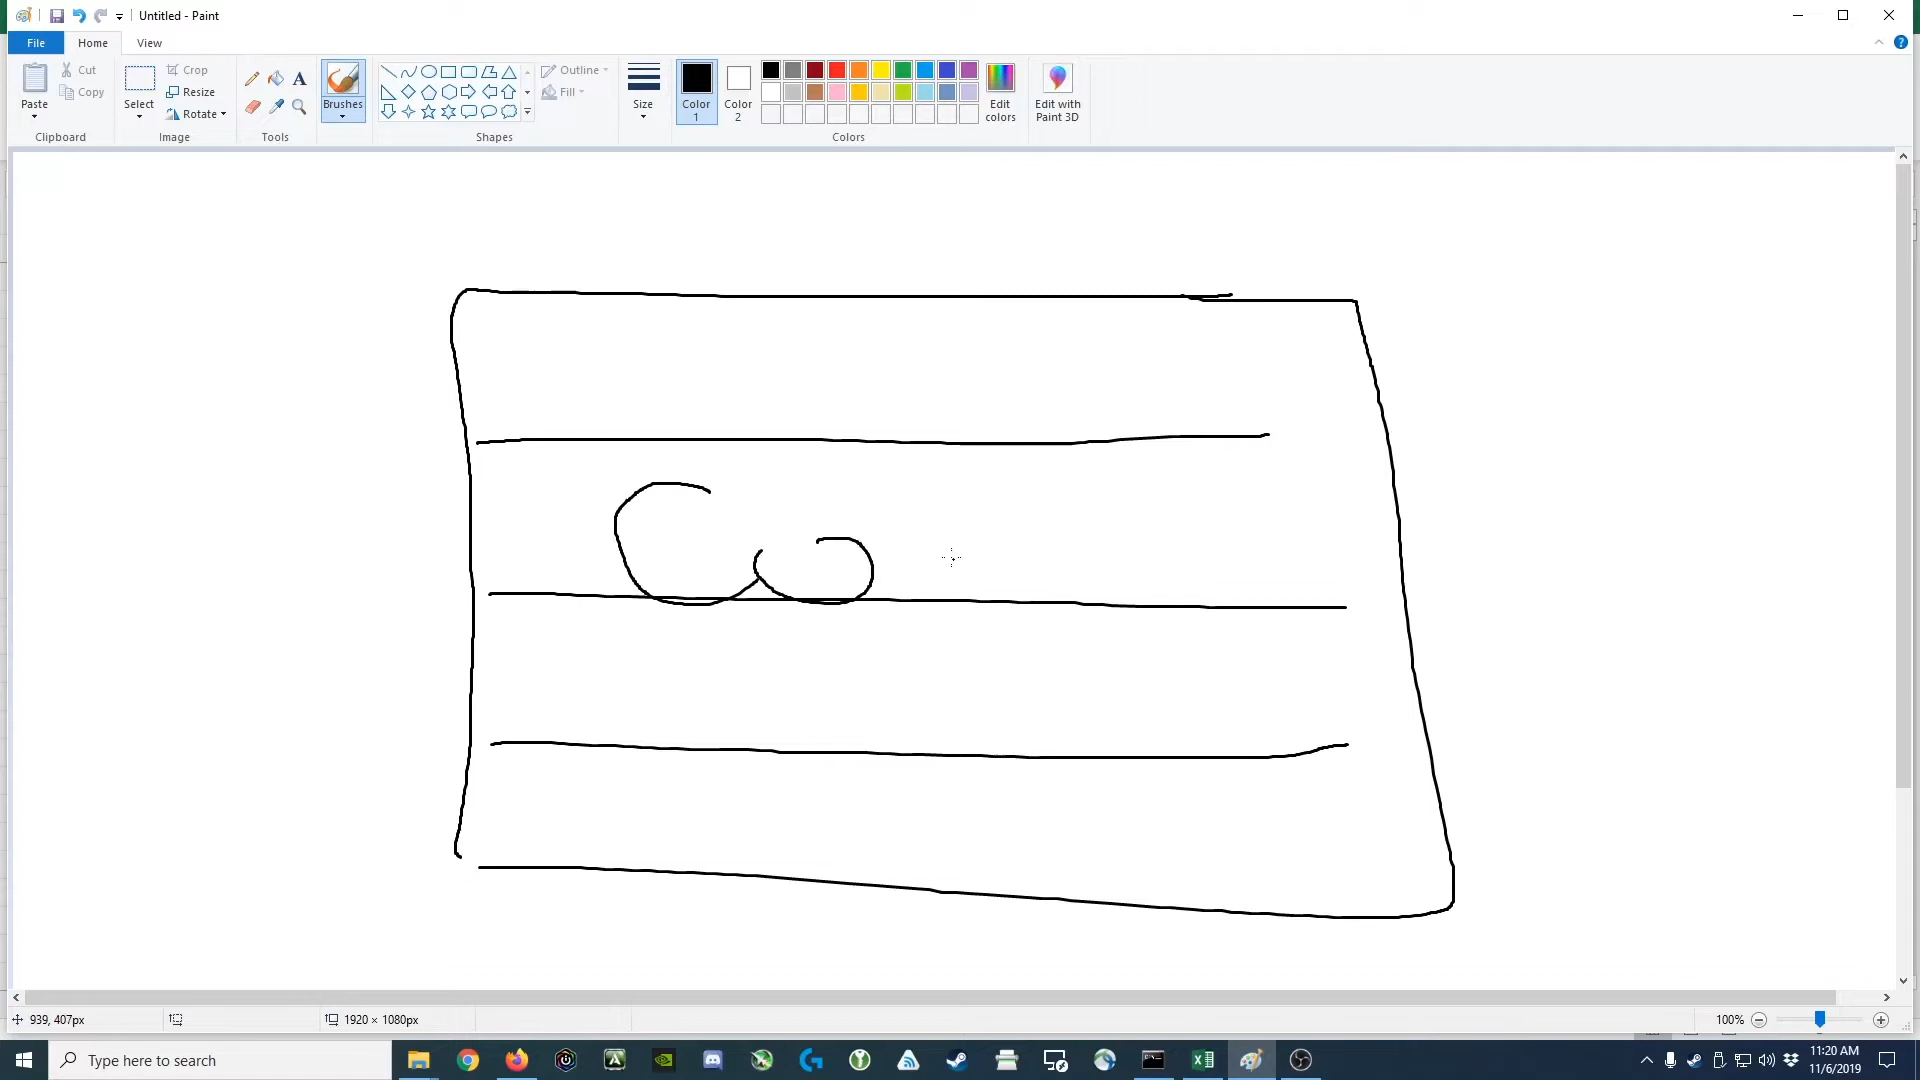 Untitled - Paint
File Home View
Paste
Cut
Copy
Clipboard
Select
Crop
Resize
Rotate
Image
A
Tools
Brushes
Shapes
Outline
Fill
Size
Color
1
Color
2
Colors
Edit
colors
Edit with
Paint 3D
939, 407px
1920 × 1080px
100%
Type here to search
11:20 AM
11/6/2019